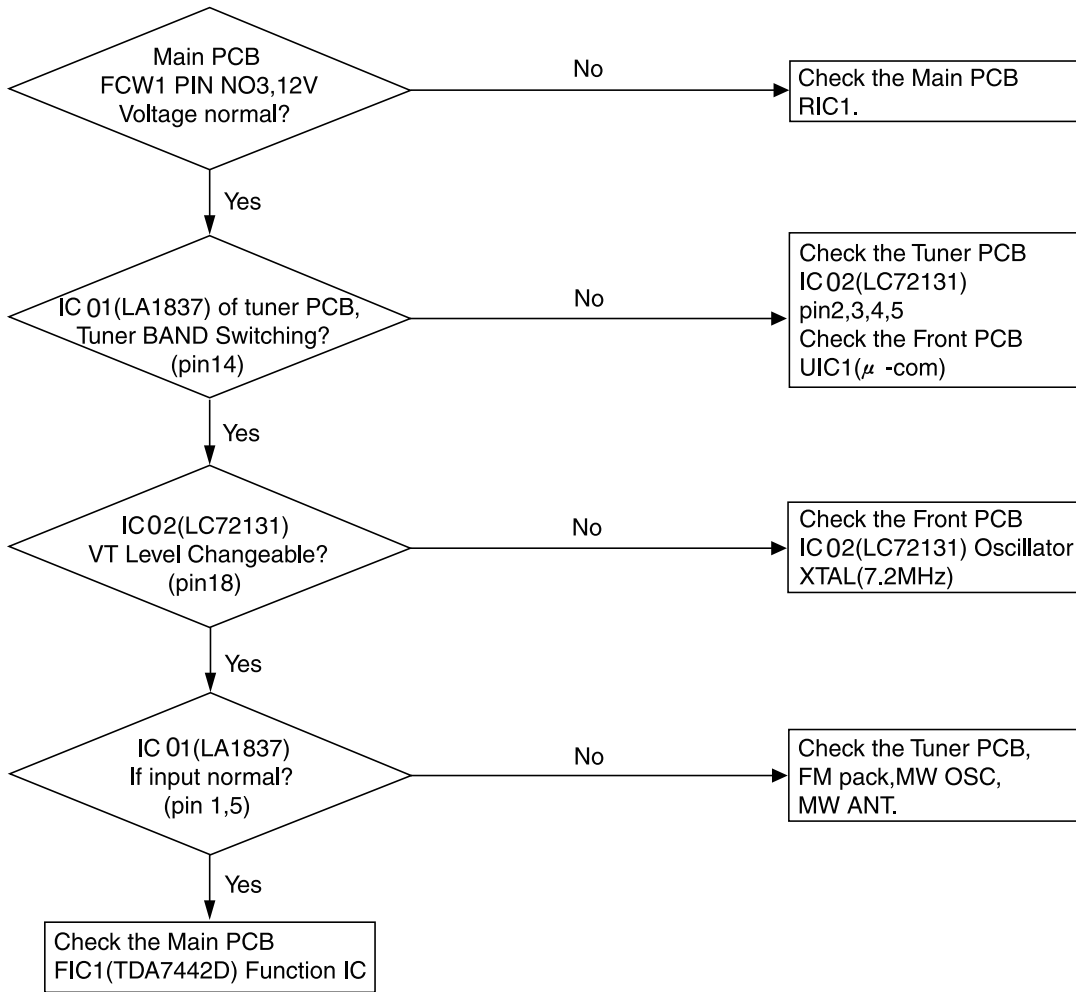 Main PCB
FCW1 PIN NO3,12V
Voltage normal?
No
Check the Main PCB
RIC1.
Yes
IC 01(LA1837) of tuner PCB,
Tuner BAND Switching?
(pin14)
No
Check the Tuner PCB
IC 02(LC72131)
pin2,3,4,5
Check the Front PCB
UIC1(μ -com)
Yes
IC 02(LC72131)
VT Level Changeable?
(pin18)
No
Check the Front PCB
IC 02(LC72131) Oscillator
XTAL(7.2MHz)
Yes
IC 01(LA1837)
If input normal?
(pin 1,5)
No
Check the Tuner PCB,
FM pack,MW OSC,
MW ANT.
Yes
Check the Main PCB
FIC1(TDA7442D) Function IC